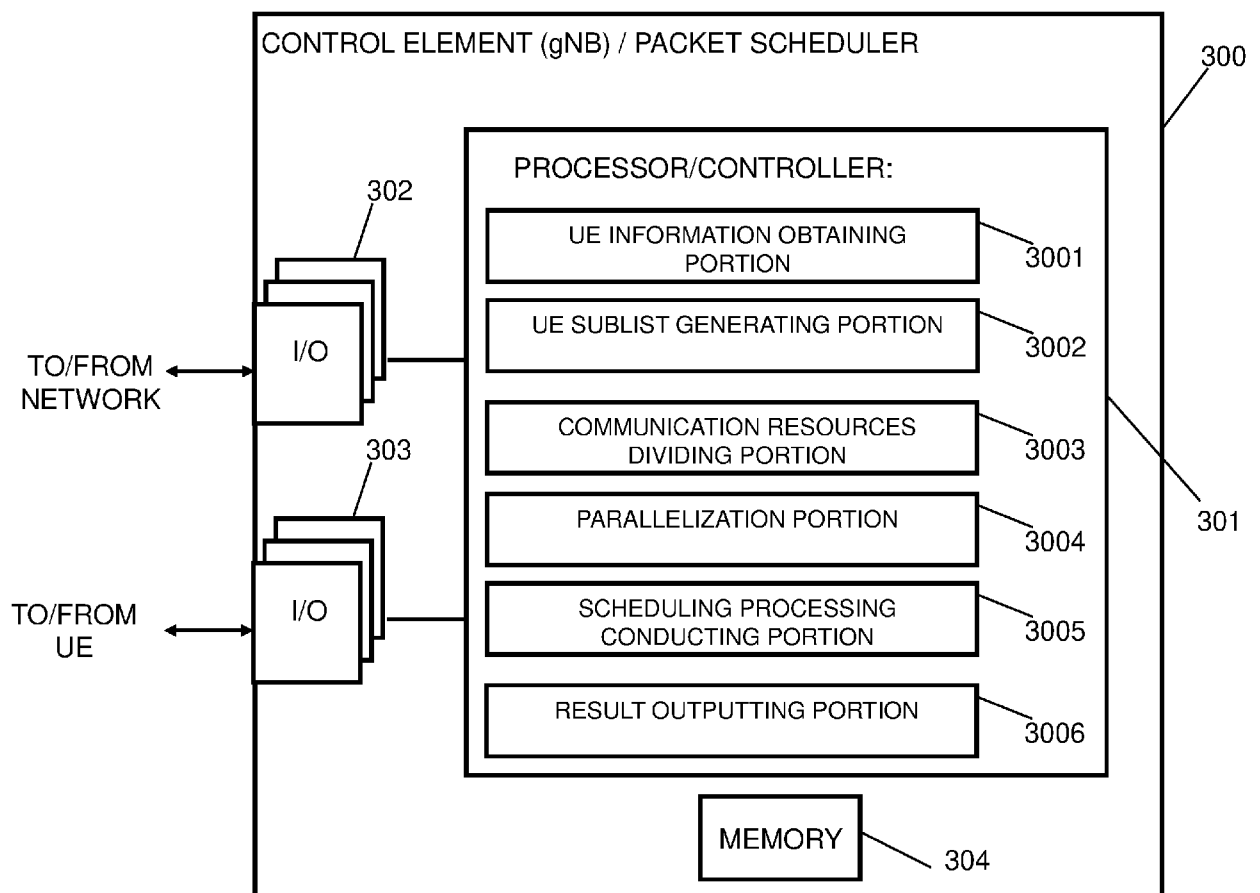 CONTROL ELEMENT (gNB) / PACKET SCHEDULER
300
PROCESSOR/CONTROLLER:
302
UE INFORMATION OBTAINING
PORTION
3001
I/O
TO/FROM
NETWORK
UE SUBLIST GENERATING PORTION
3002
COMMUNICATION RESOURCES
DIVIDING PORTION
3003
303
PARALLELIZATION PORTION
3004
301
I/O
TO/FROM
UE
SCHEDULING PROCESSING
CONDUCTING PORTION
3005
RESULT OUTPUTTING PORTION
3006
MEMORY
304